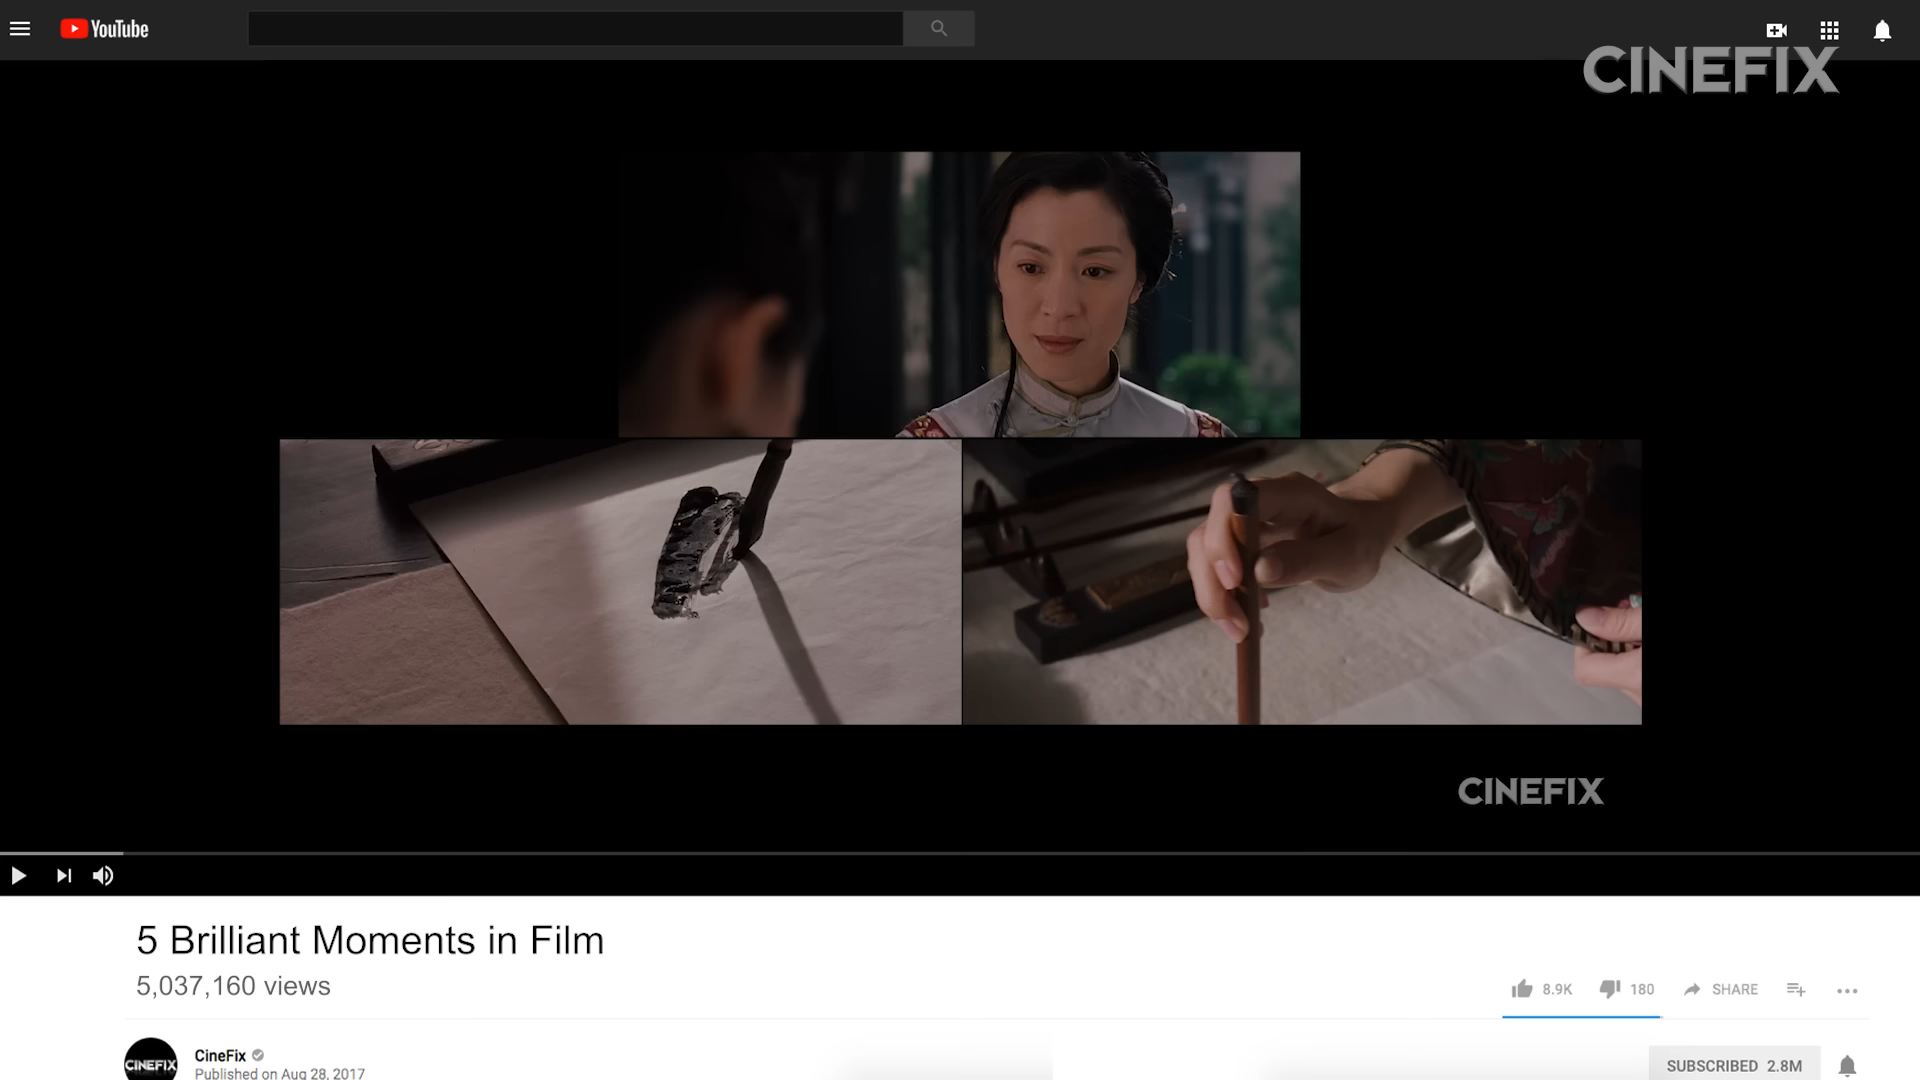 YouTube
CINEFIX
CINEFIX
5 Brilliant Moments in Film
5,037,160 views
8.9K
180
SHARE
CINEFIX
CineFix
Published on Aug 28, 2017
SUBSCRIBED 2.8M